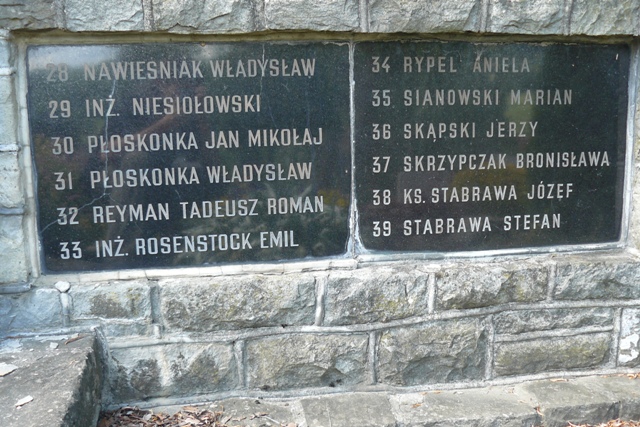 28 NAWIEŚNIAK WŁADYSŁAW
29 INŻ. NIESIOŁOWSKI
30 PŁOSKONKA JAN MIKOŁAJ
31 PŁOSKONKA WŁADYSŁAW
32 REYMAN TADEUSZ ROMAN
33 INŻ. ROSENSTOCK EMIL
34 RYPEL ANIELA
35 SIANOWSKI MARIAN
36 SKĄPSKI JERZY
37 SKRZYPCZAK BRONISŁAWA
38 KS. STABRAWA JÓZEF
39 STABRAWA STEFAN